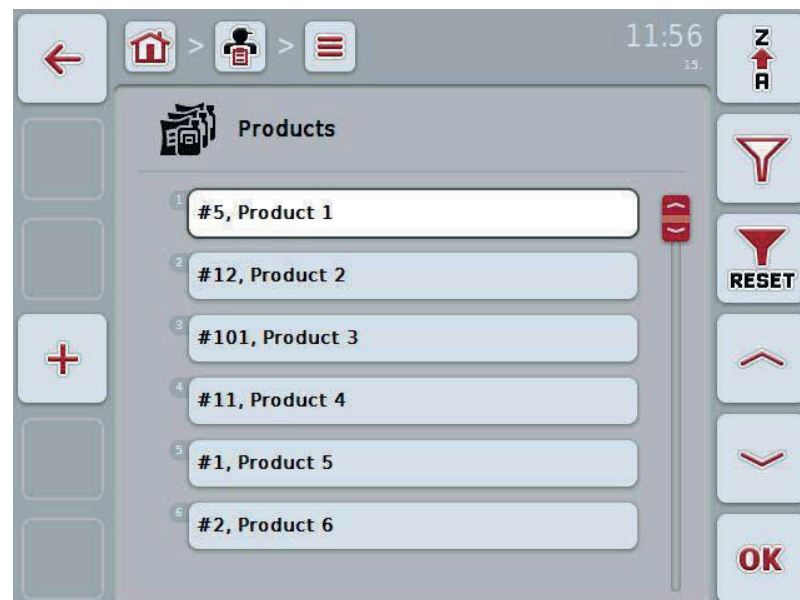 11:56
15.
Z
A
Products
1
#5, Product 1
2
#12, Product 2
RESET
3
#101, Product 3
4
#11, Product 4
5
#1, Product 5
6
#2, Product 6
OK